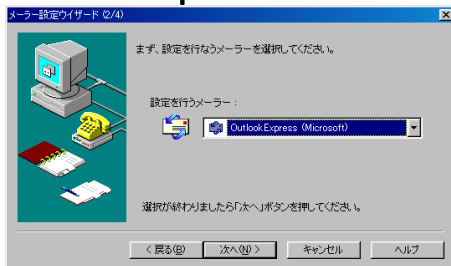 メーラー設定ウィザード (2/4)
まず、設定を行なうメーラーを選択してください。
設定を行うメーラー：
OutlookExpress (Microsoft)
選択が終わりましたら「次へ」ボタンを押してください。
< 戻る(B)
次へ(N) >
キャンセル
ヘルプ